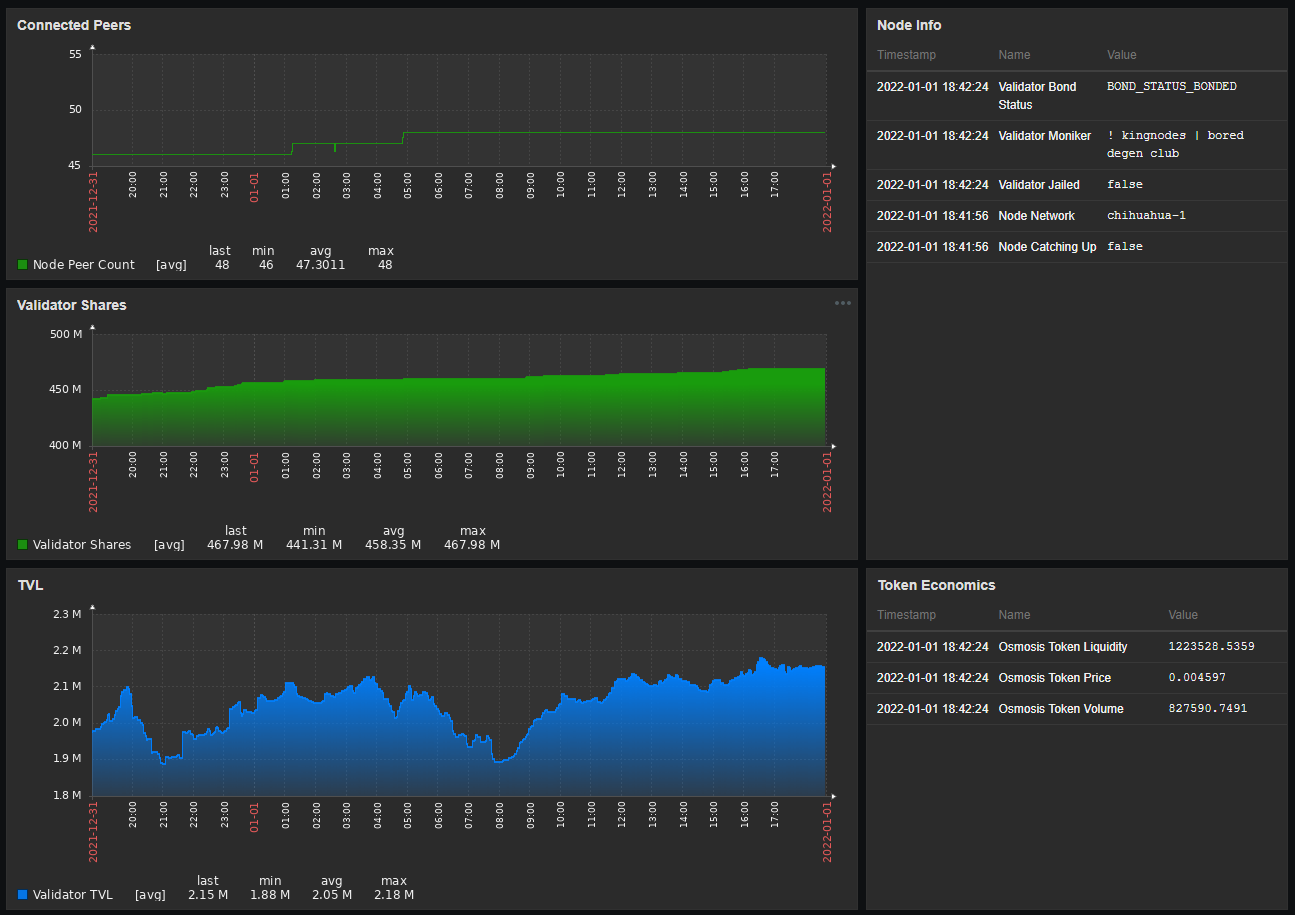 Connected Peers
55
50
45
2021-12-31 20:00 21:00 22:00 23:00 01-01 01:00 02:00 03:00 04:00 05:00 06:00 07:00 08:00 09:00 10:00 11:00 12:00 13:00 14:00 15:00 16:00 17:00 2022-01-01
last min avg max
Node Peer Count [avg] 48 46 47.3011 48
Validator Shares
500 M
450 M
400 M
2021-12-31 20:00 21:00 22:00 23:00 01-01 01:00 02:00 03:00 04:00 05:00 06:00 07:00 08:00 09:00 10:00 11:00 12:00 13:00 14:00 15:00 16:00 17:00 2022-01-01
last min avg max
Validator Shares [avg] 467.98 M 441.31 M 458.35 M 467.98 M
TVL
2.3 M
2.2 M
2.1 M
2.0 M
1.9 M
1.8 M
2021-12-31 20:00 21:00 22:00 23:00 01-01 01:00 02:00 03:00 04:00 05:00 06:00 07:00 08:00 09:00 10:00 11:00 12:00 13:00 14:00 15:00 16:00 17:00 2022-01-01
last min avg max
Validator TVL [avg] 2.15 M 1.88 M 2.05 M 2.18 M
Node Info
Timestamp Name Value
2022-01-01 18:42:24 Validator Bond BOND_STATUS_BONDED
Status
2022-01-01 18:42:24 Validator Moniker ! kingnodes | bored
degen club
2022-01-01 18:42:24 Validator Jailed false
2022-01-01 18:41:56 Node Network chihuahua-1
2022-01-01 18:41:56 Node Catching Up false
Token Economics
Timestamp Name Value
2022-01-01 18:42:24 Osmosis Token Liquidity 1223528.5359
2022-01-01 18:42:24 Osmosis Token Price 0.004597
2022-01-01 18:42:24 Osmosis Token Volume 827590.7491